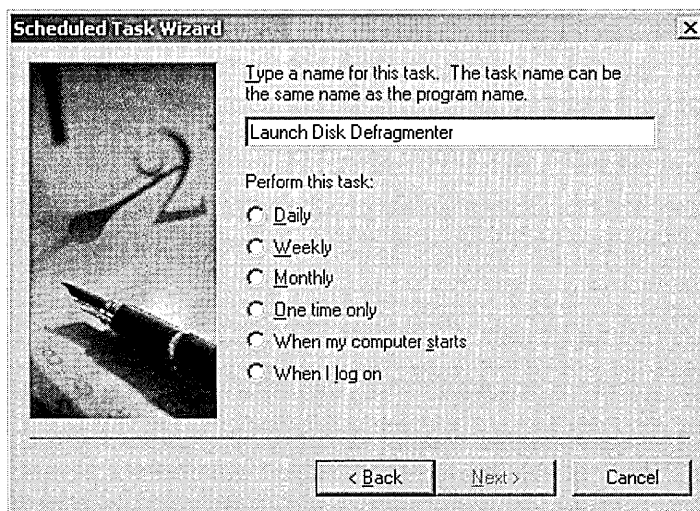 Scheduled Task Wizard
Type a name for this task. The task name can be
the same name as the program name.
Launch Disk Defragmenter
Perform this task:
Daily
Weekly
Monthly
One time only
When my computer starts
When I log on
< Back Next > Cancel